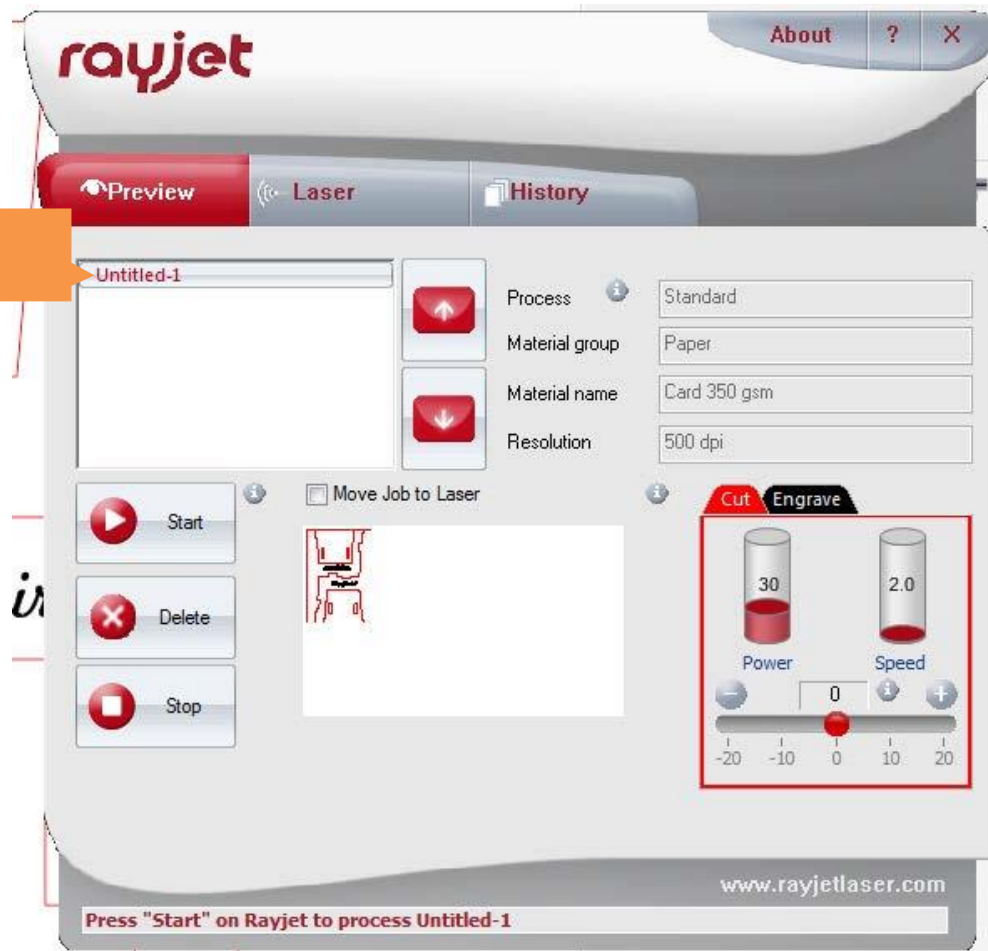 rayjet
About ? X
Preview Laser History
Untitled-1
Process Standard
Material group Paper
Material name Card 350 gsm
Resolution 500 dpi
Move Job to Laser
Start
Delete
Stop
Cut Engrave
30 2.0
Power Speed
0
-20 -10 0 10 20
www.rayjetlaser.com
Press "Start" on Rayjet to process Untitled-1